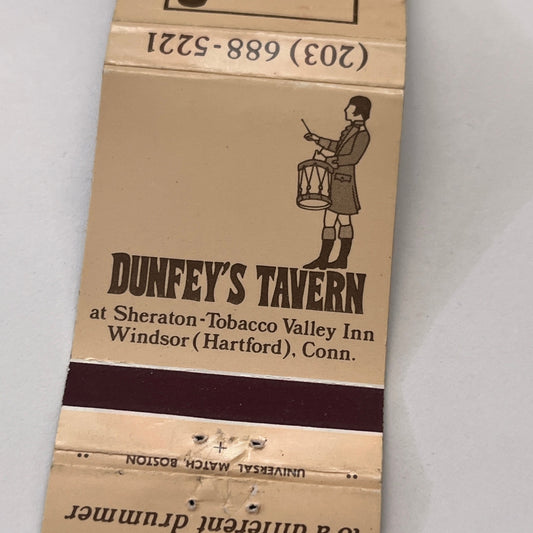 (203) 688-5221
DUNFEY'S TAVERN
at Sheraton-Tobacco Valley Inn
Windsor (Hartford), Conn.
UNIVERSAL MATCH, BOSTON
to a different drummer